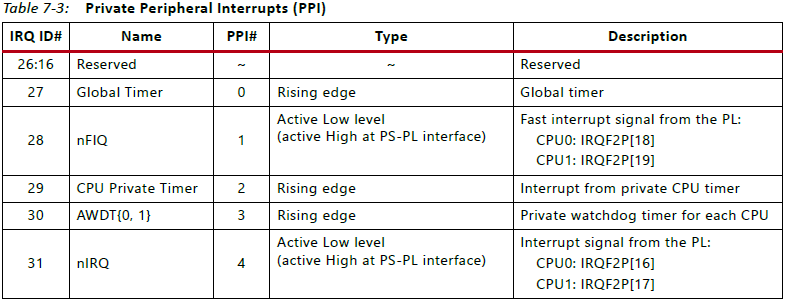 Table 7-3: Private Peripheral Interrupts (PPI)
IRQ ID# Name PPI# Type Description
26:16 Reserved ~ ~ Reserved
27 Global Timer 0 Rising edge Global timer
28 nFIQ 1 Active Low level (active High at PS-PL interface) Fast interrupt signal from the PL:
CPU0: IRQF2P[18]
CPU1: IRQF2P[19]
29 CPU Private Timer 2 Rising edge Interrupt from private CPU timer
30 AWDT{0, 1} 3 Rising edge Private watchdog timer for each CPU
31 nIRQ 4 Active Low level (active High at PS-PL interface) Interrupt signal from the PL:
CPU0: IRQF2P[16]
CPU1: IRQF2P[17]